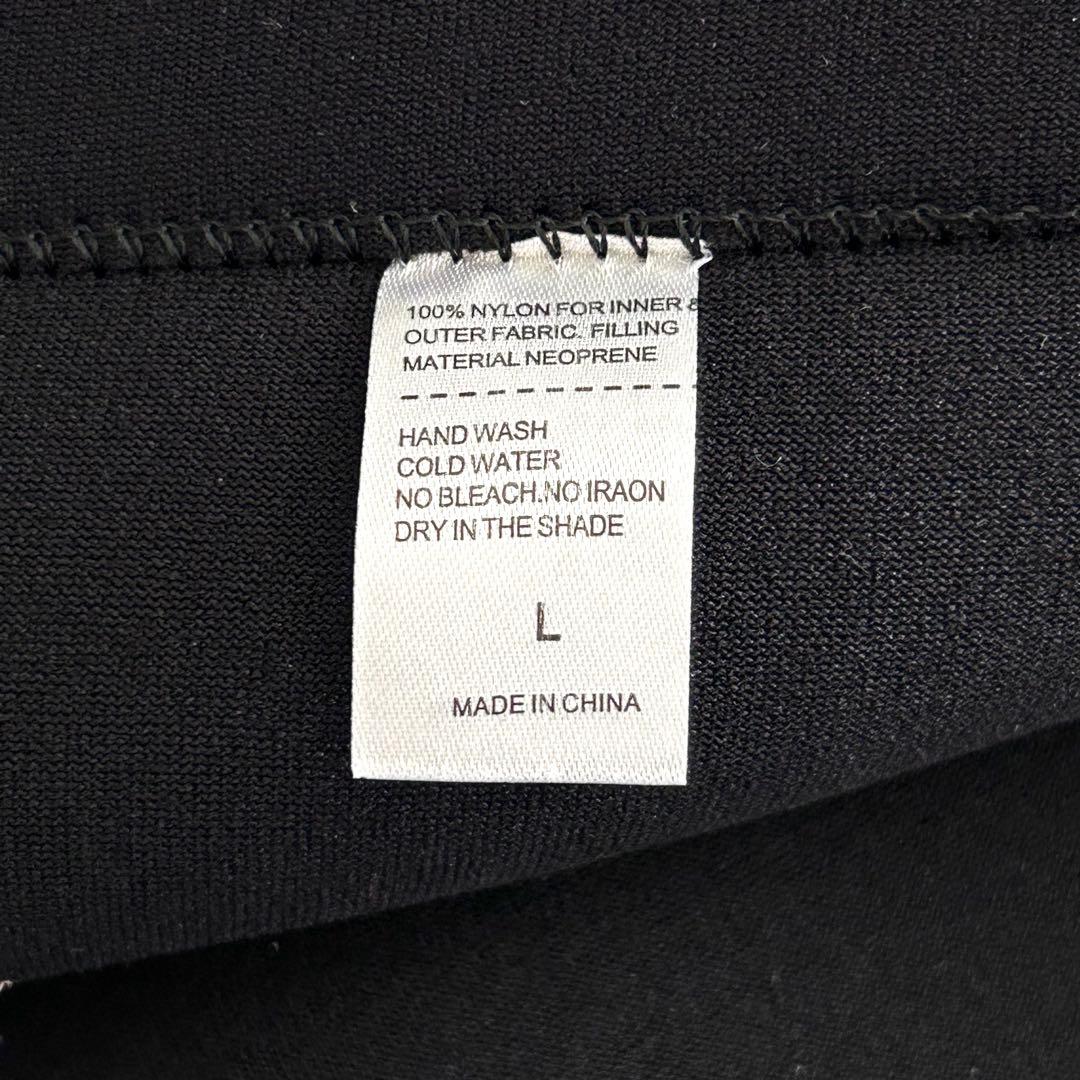 100% NYLON FOR INNER &
OUTER FABRIC. FILLING
MATERIAL NEOPRENE
HAND WASH
COLD WATER
NO BLEACH.NO IRAON
DRY IN THE SHADE
L
MADE IN CHINA